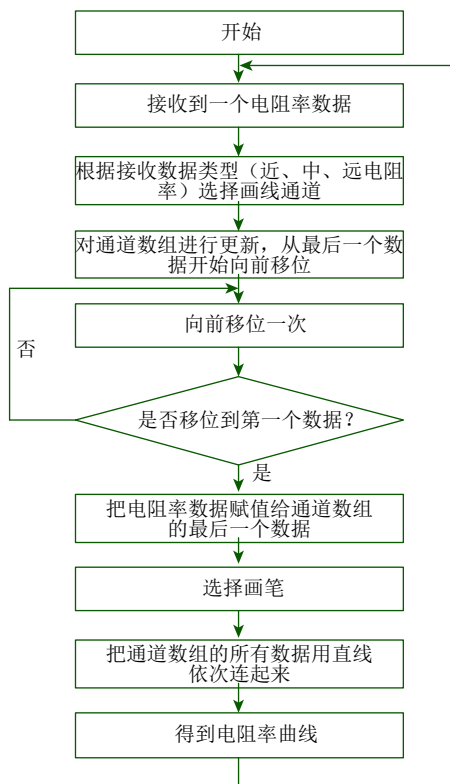 开始
接收到一个电阻率数据
根据接收数据类型（近、中、远电阻
率）选择画线通道
对通道数组进行更新，从最后一个数
据开始向前移位
向前移位一次
否
是否移位到第一个数据？
是
把电阻率数据赋值给通道数组
的最后一个数据
选择画笔
把通道数组的所有数据用直线
依次连起来
得到电阻率曲线